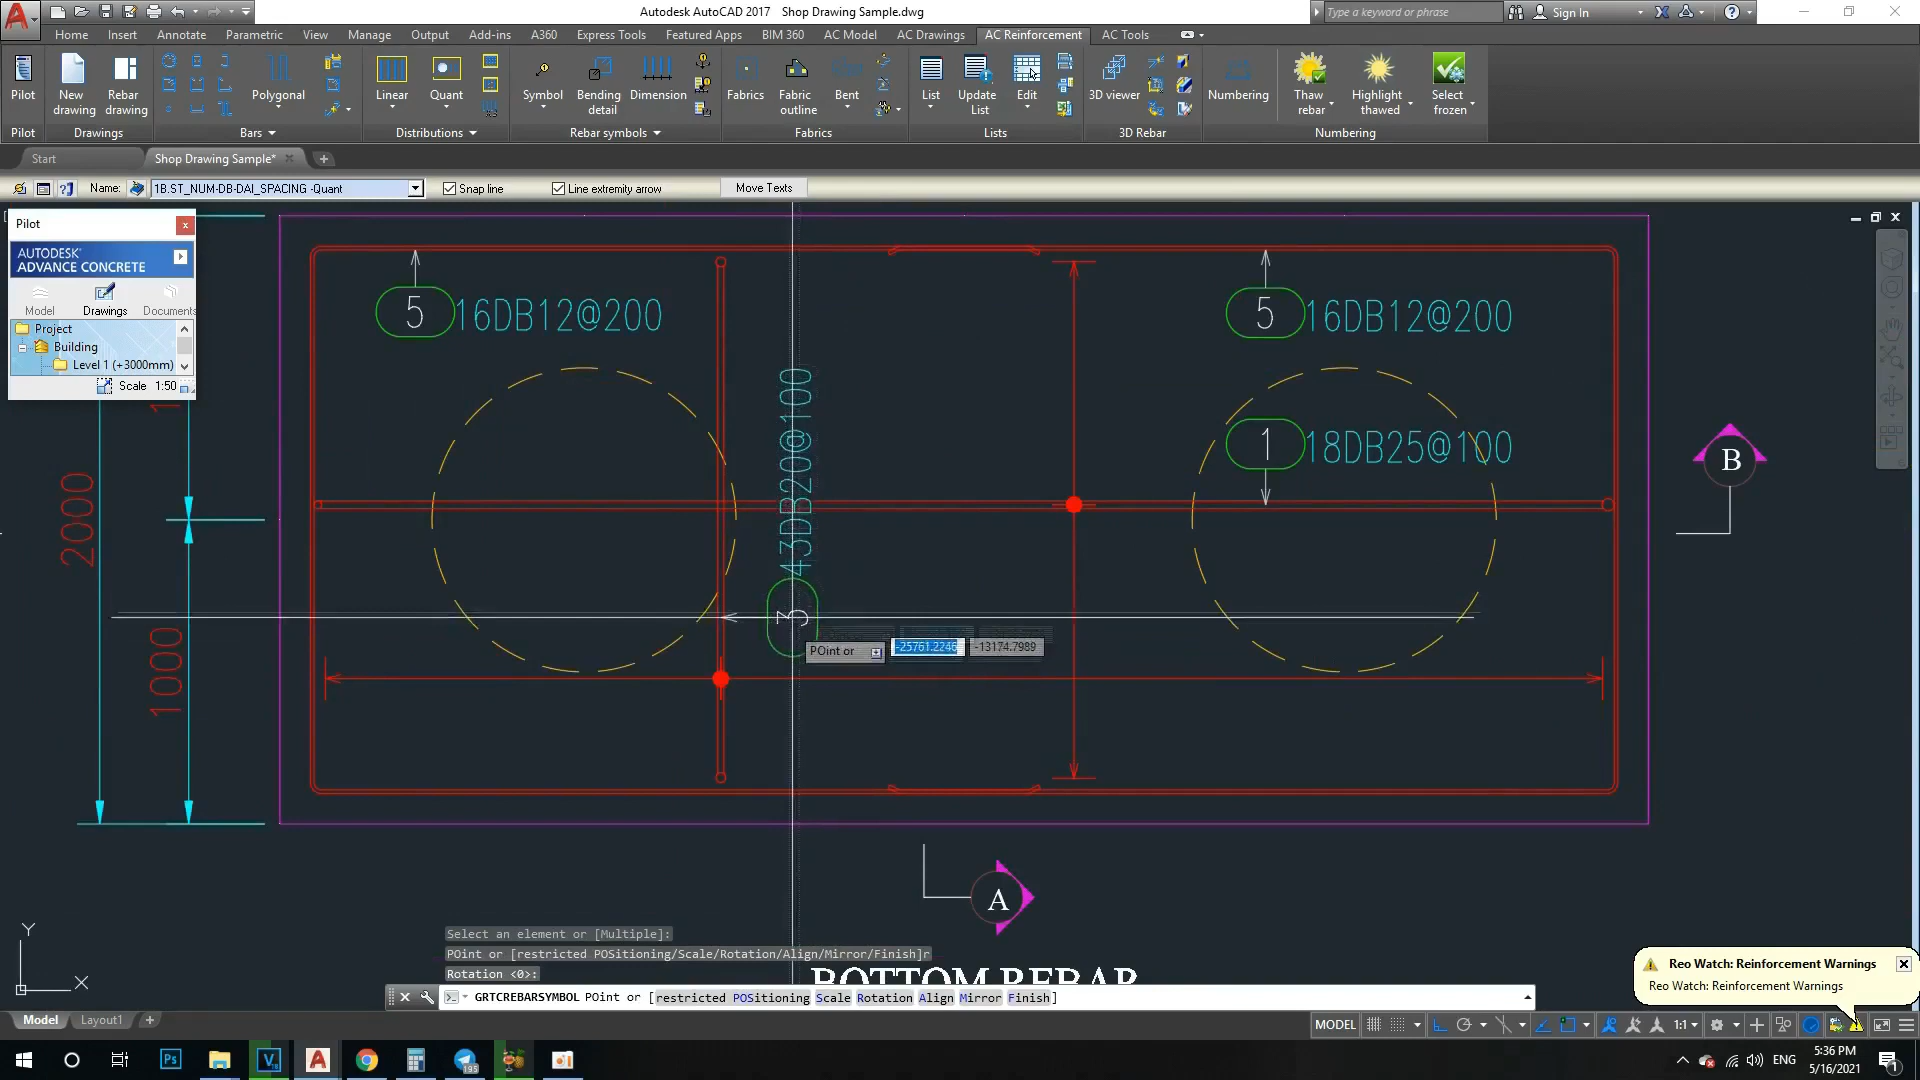 Autodesk AutoCAD 2017 Shop Drawing Sample.dwg
Type a keyword or phrase
Sign In
Home Insert Annotate Parametric View Manage Output Add-ins A360 Express Tools Featured Apps BIM 360 AC Model AC Drawings AC Reinforcement AC Tools
Pilot
New drawing
Rebar drawing
Polygonal
Linear
Quant
Symbol
Bending detail
Dimension
Fabrics
Fabric outline
Bent
List
Update List
Edit
3D viewer
Numbering
Thaw rebar
Highlight thawed
Select frozen
Pilot Drawings Bars Distributions Rebar symbols Fabrics Lists 3D Rebar Numbering
Start Shop Drawing Sample*
Name: 1B.ST_NUM-DB-DAI_SPACING -Quant Snap line Line extremity arrow Move Texts
Pilot
AUTODESK®
ADVANCE CONCRETE
Model Drawings Documents
Project
Building
Level 1 (+3000mm)
Scale 1:50
5 16DB12@200
5 16DB12@200
1 18DB25@100
3 43DB20@100
2000
1000
B
POint or -25761.2246 -13174.7989
A
BOTTOM REBAR
Y
X
Select an element or [Multiple]:
POint or [restricted POSitioning/Scale/Rotation/Align/Mirror/Finish]r
Rotation <0>:
GRTCREBARSYMBOL POint or [restricted POSitioning Scale Rotation Align Mirror Finish]
Reo Watch: Reinforcement Warnings
Reo Watch: Reinforcement Warnings
Model Layout1
MODEL 1:1
Ps
V
A
195
ENG
5:36 PM
5/16/2021
1